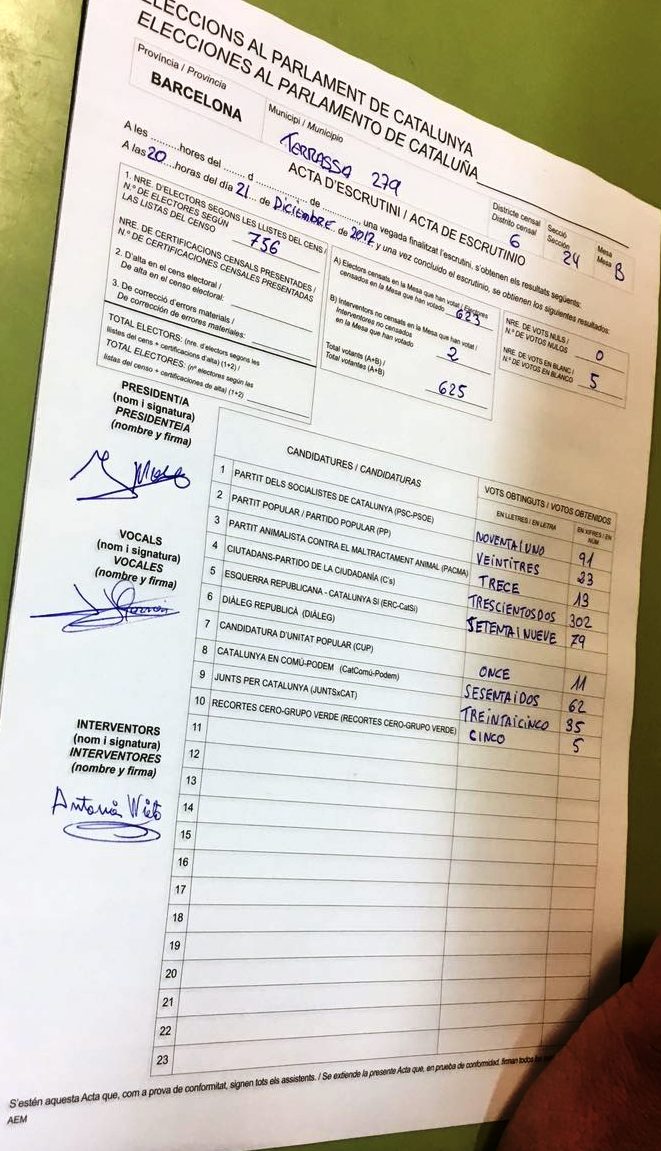 ELECCIONS AL PARLAMENT DE CATALUNYA
ELECCIONES AL PARLAMENTO DE CATALUÑA
Província / Provincia
BARCELONA
Municipi / Municipio
TERRASSA 279
Districte censal
Distrito censal
6
Secció
Sección
24
Mesa
Mesa
B
ACTA D'ESCRUTINI / ACTA DE ESCRUTINIO
A les ........hores del ...... d ............ de ............ una vegada finalitzat l'escrutini, s'obtenen els resultats següents:
A las 20 ...horas del día 21 ... de DICIEMBRE de 2017, y una vez concluido el escrutinio, se obtienen los siguientes resultados:
1. NRE. D'ELECTORS SEGONS LES LLISTES DEL CENS /
N.º DE ELECTORES SEGÚN
LAS LISTAS DEL CENSO
756
NRE. DE CERTIFICACIONS CENSALS PRESENTADES /
N.º DE CERTIFICACIONES CENSALES PRESENTADAS
2. D'alta en el cens electoral /
De alta en el censo electoral:
3. De correcció d'errades materials /
De corrección de errores materiales:
TOTAL ELECTORS: (nre. d'electors segons les
llistes del cens + certificacions d'alta) (1+2) /
TOTAL ELECTORES: (nº electores según las
listas del censo + certificaciones de alta) (1+2)
A) Electors censats en la Mesa que han votat / Electores
censados en la Mesa que han votado
623
B) Interventors no censats en la Mesa que han votat /
Interventores no censados
en la Mesa que han votado
2
Total votants (A+B) /
Total votantes (A+B)
625
NRE. DE VOTS NULS /
N.º DE VOTOS NULOS
0
NRE. DE VOTS EN BLANC /
N.º DE VOTOS EN BLANCO
5
PRESIDENT/A
(nom i signatura)
PRESIDENTE/A
(nombre y firma)
VOCALS
(nom i signatura)
VOCALES
(nombre y firma)
INTERVENTORS
(nom i signatura)
INTERVENTORES
(nombre y firma)
CANDIDATURES / CANDIDATURAS
VOTS OBTINGUTS / VOTOS OBTENIDOS
EN LLETRES / EN LETRA
EN XIFRES / EN NÚM
1 PARTIT DELS SOCIALISTES DE CATALUNYA (PSC-PSOE) NOVENTAIUNO 91
2 PARTIT POPULAR / PARTIDO POPULAR (PP) VEINTITRES 23
3 PARTIT ANIMALISTA CONTRA EL MALTRACTAMENT ANIMAL (PACMA) TRECE 13
4 CIUTADANS-PARTIDO DE LA CIUDADANÍA (C's) TRESCIENTOSDOS 302
5 ESQUERRA REPUBLICANA - CATALUNYA SÍ (ERC-CatSí) SETENTAINUEVE 79
6 DIÀLEG REPUBLICÀ (DIÀLEG)
7 CANDIDATURA D'UNITAT POPULAR (CUP) ONCE 11
8 CATALUNYA EN COMÚ-PODEM (CatComú-Podem) SESENTAIDOS 62
9 JUNTS PER CATALUNYA (JUNTSxCAT) TREINTAICINCO 35
10 RECORTES CERO-GRUPO VERDE (RECORTES CERO-GRUPO VERDE) CINCO 5
11
12
13
14
15
16
17
18
19
20
21
22
23
S'estén aquesta Acta que, com a prova de conformitat, signen tots els assistents. / Se extiende la presente Acta que, en prueba de conformidad, firman todos
AEM